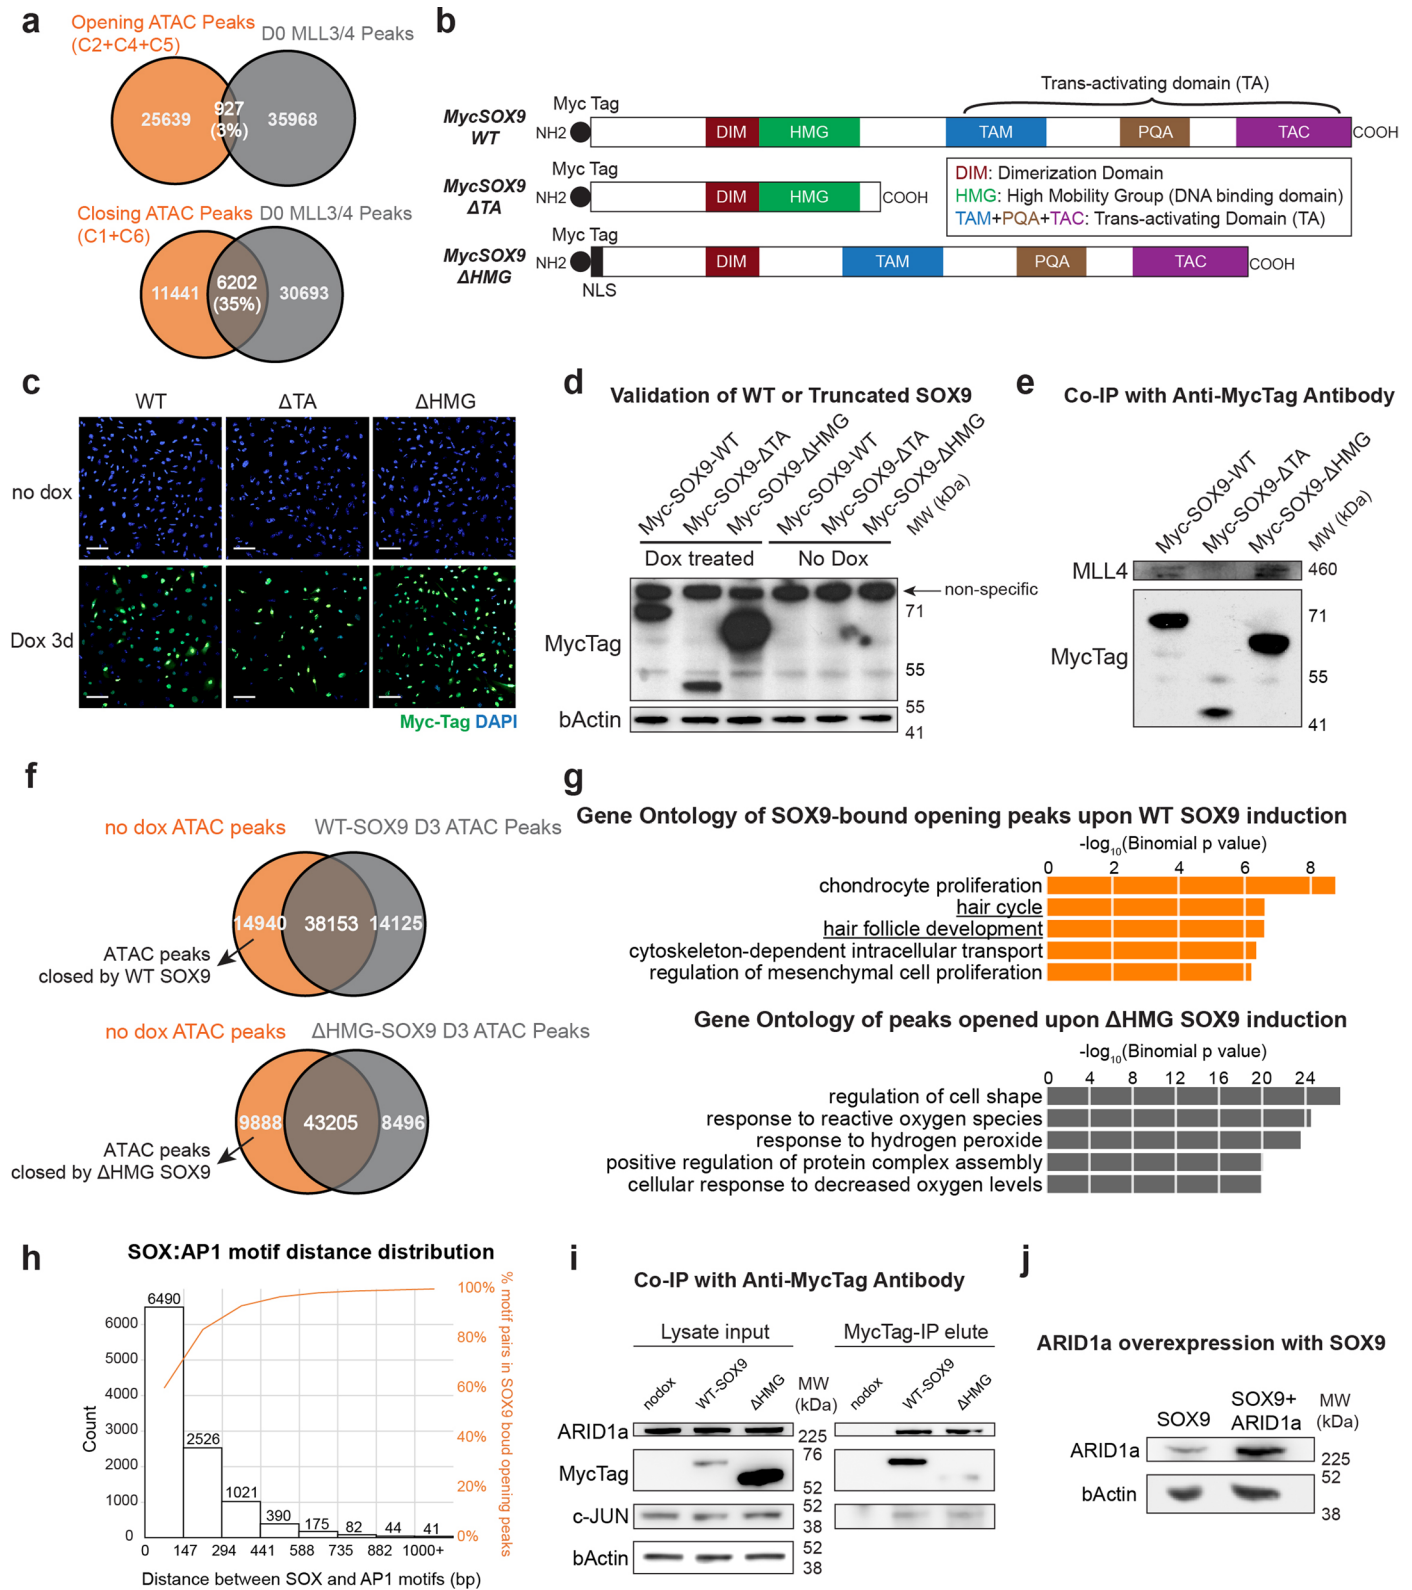 a
Opening ATAC Peaks
(C2+C4+C5)
D0 MLL3/4 Peaks
25639
927
(3%)
35968
Closing ATAC Peaks
(C1+C6)
D0 MLL3/4 Peaks
11441
6202
(35%)
30693
b
Trans-activating domain (TA)
MycSOX9
WT
Myc Tag
NH2
DIM
HMG
TAM
PQA
TAC
COOH
MycSOX9
ΔTA
Myc Tag
NH2
DIM
HMG
COOH
DIM: Dimerization Domain
HMG: High Mobility Group (DNA binding domain)
TAM+PQA+TAC: Trans-activating Domain (TA)
MycSOX9
ΔHMG
Myc Tag
NH2
NLS
DIM
TAM
PQA
TAC
COOH
c
WT
ΔTA
ΔHMG
no dox
Dox 3d
Myc-Tag DAPI
d
Validation of WT or Truncated SOX9
Myc-SOX9-WT
Myc-SOX9-ΔTA
Myc-SOX9-ΔHMG
Myc-SOX9-WT
Myc-SOX9-ΔTA
Myc-SOX9-ΔHMG
MW (kDa)
Dox treated
No Dox
non-specific
MycTag
71
55
bActin
55
41
e
Co-IP with Anti-MycTag Antibody
Myc-SOX9-WT
Myc-SOX9-ΔTA
Myc-SOX9-ΔHMG
MW (kDa)
MLL4
460
MycTag
71
55
41
f
no dox ATAC peaks
WT-SOX9 D3 ATAC Peaks
14940
38153
14125
ATAC peaks
closed by WT SOX9
no dox ATAC peaks
ΔHMG-SOX9 D3 ATAC Peaks
9888
43205
8496
ATAC peaks
closed by ΔHMG SOX9
g
Gene Ontology of SOX9-bound opening peaks upon WT SOX9 induction
-log10(Binomial p value)
0 2 4 6 8
chondrocyte proliferation
hair cycle
hair follicle development
cytoskeleton-dependent intracellular transport
regulation of mesenchymal cell proliferation
Gene Ontology of peaks opened upon ΔHMG SOX9 induction
-log10(Binomial p value)
0 4 8 12 16 20 24
regulation of cell shape
response to reactive oxygen species
response to hydrogen peroxide
positive regulation of protein complex assembly
cellular response to decreased oxygen levels
h
SOX:AP1 motif distance distribution
Count
6000
5000
4000
3000
2000
1000
0
6490
2526
1021
390
175
82
44
41
100%
80%
60%
40%
20%
0%
% motif pairs in SOX9 boud opening peaks
0 147 294 441 588 735 882 1000+
Distance between SOX and AP1 motifs (bp)
i
Co-IP with Anti-MycTag Antibody
Lysate input
MycTag-IP elute
nodox
WT-SOX9
ΔHMG
MW
(kDa)
nodox
WT-SOX9
ΔHMG
ARID1a
225
MycTag
76
52
c-JUN
52
38
bActin
52
38
j
ARID1a overexpression with SOX9
SOX9
SOX9+
ARID1a
MW
(kDa)
ARID1a
225
bActin
52
38